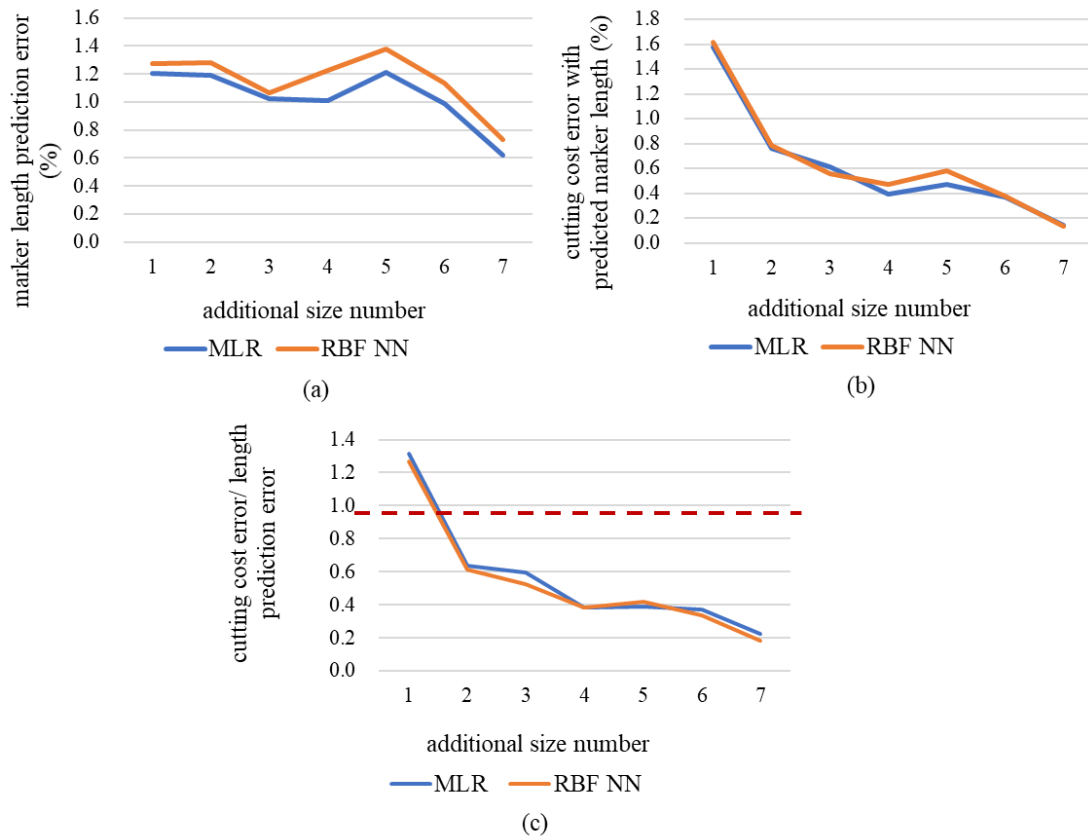 marker length prediction error
(%)
1.6
1.4
1.2
1.0
0.8
0.6
0.4
0.2
0.0
1 2 3 4 5 6 7
additional size number
MLR RBF NN
(a)
cutting cost error with
predicted marker length (%)
1.8
1.6
1.4
1.2
1.0
0.8
0.6
0.4
0.2
0.0
1 2 3 4 5 6 7
additional size number
MLR RBF NN
(b)
cutting cost error/ length
prediction error
1.4
1.2
1.0
0.8
0.6
0.4
0.2
0.0
1 2 3 4 5 6 7
additional size number
MLR RBF NN
(c)